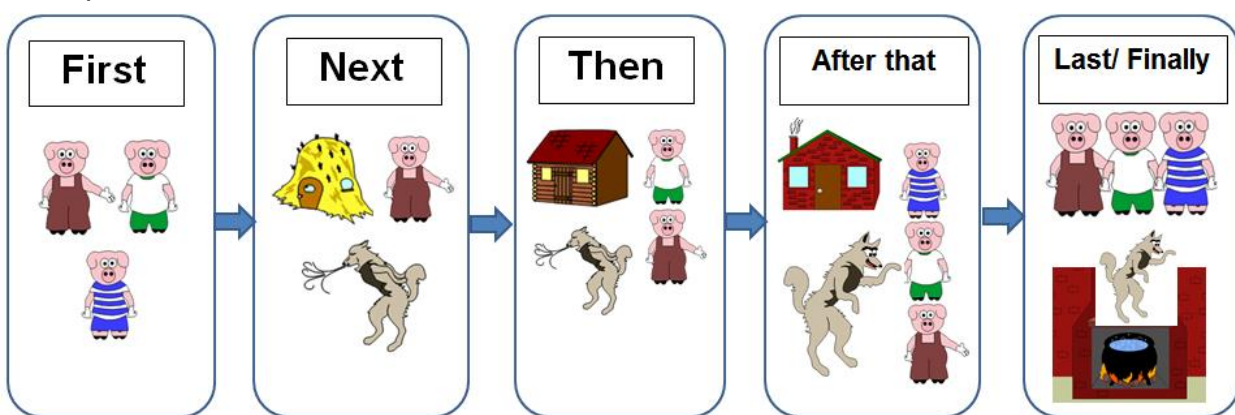 First
Next
Then
After that
Last/ Finally